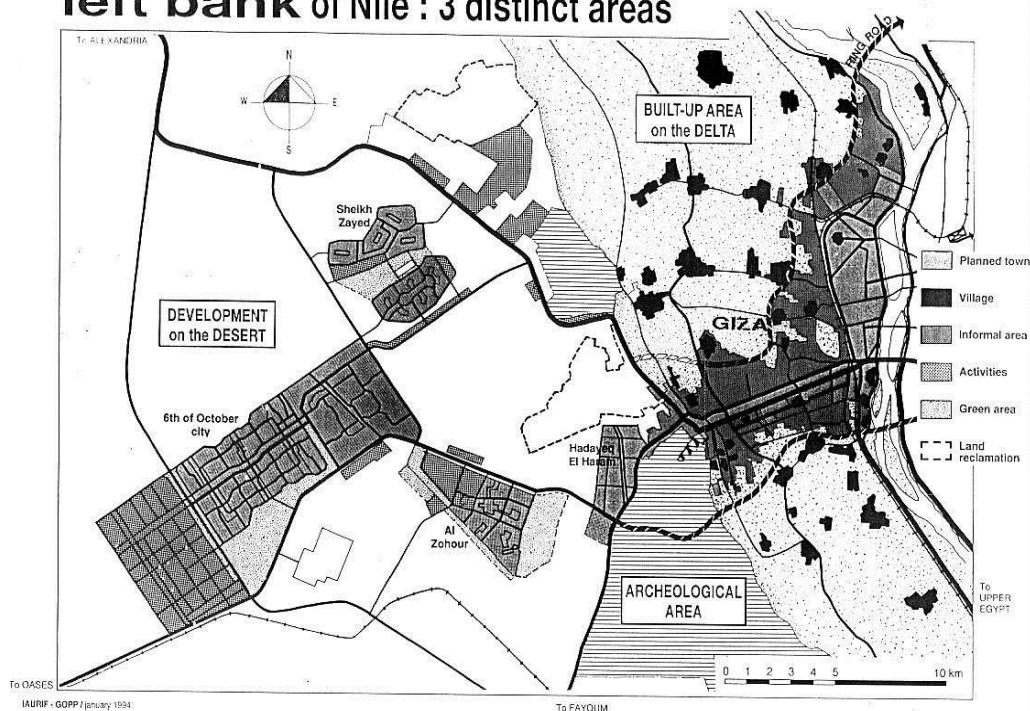 left bank of Nile : 3 distinct areas
To ALEXANDRIA
RING ROAD
N
W
E
S
BUILT-UP AREA
on the DELTA
Sheikh
Zayed
DEVELOPMENT
on the DESERT
GIZA
Planned town
Village
Informal area
Activities
Green area
Land
reclamation
6th of October
city
Hadayeq
El Haram
Al
Zohour
ARCHEOLOGICAL
AREA
To
UPPER
EGYPT
0 1 2 3 4 5 10 km
To OASES
IAURIF - GOPP / january 1994
To FAYOUM